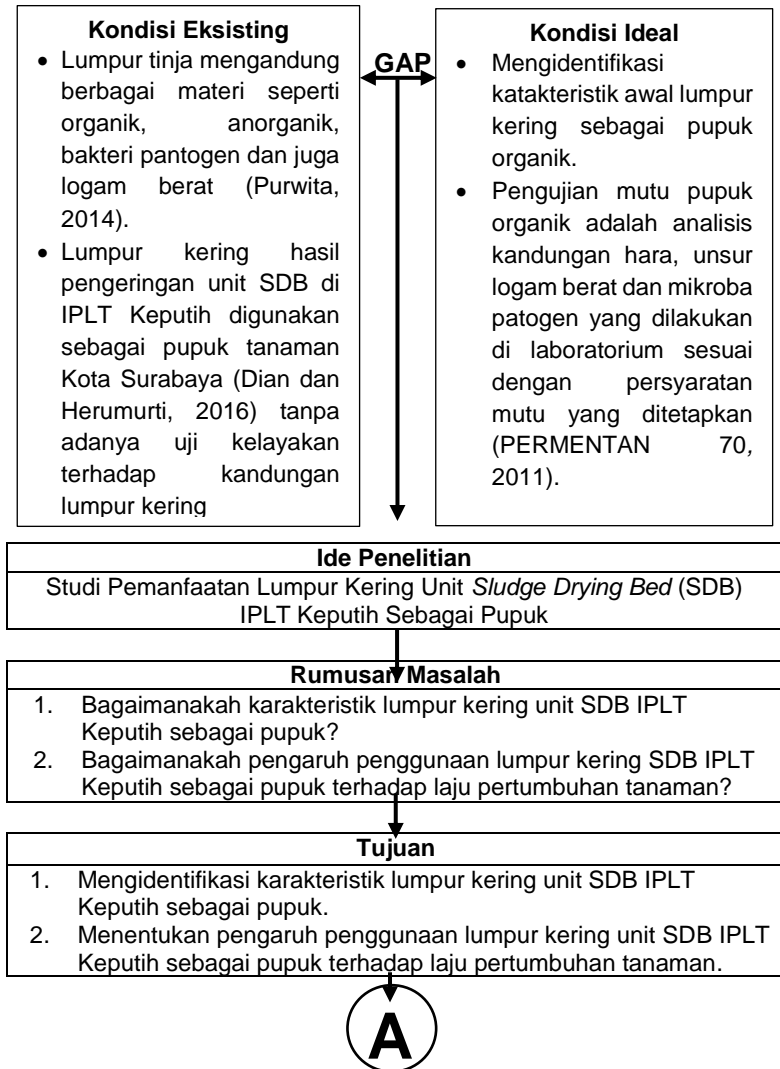 Kondisi Eksisting
• Lumpur tinja mengandung
berbagai materi seperti
organik, anorganik,
bakteri pantogen dan juga
logam berat (Purwita,
2014).
• Lumpur kering hasil
pengeringan unit SDB di
IPLT Keputih digunakan
sebagai pupuk tanaman
Kota Surabaya (Dian dan
Herumurti, 2016) tanpa
adanya uji kelayakan
terhadap kandungan
lumpur kering
GAP
Kondisi Ideal
• Mengidentifikasi
katakteristik awal lumpur
kering sebagai pupuk
organik.
• Pengujian mutu pupuk
organik adalah analisis
kandungan hara, unsur
logam berat dan mikroba
patogen yang dilakukan
di laboratorium sesuai
dengan persyaratan
mutu yang ditetapkan
(PERMENTAN 70,
2011).
Ide Penelitian
Studi Pemanfaatan Lumpur Kering Unit Sludge Drying Bed (SDB)
IPLT Keputih Sebagai Pupuk
Rumusan Masalah
1. Bagaimanakah karakteristik lumpur kering unit SDB IPLT
Keputih sebagai pupuk?
2. Bagaimanakah pengaruh penggunaan lumpur kering SDB IPLT
Keputih sebagai pupuk terhadap laju pertumbuhan tanaman?
Tujuan
1. Mengidentifikasi karakteristik lumpur kering unit SDB IPLT
Keputih sebagai pupuk.
2. Menentukan pengaruh penggunaan lumpur kering unit SDB IPLT
Keputih sebagai pupuk terhadap laju pertumbuhan tanaman.
A